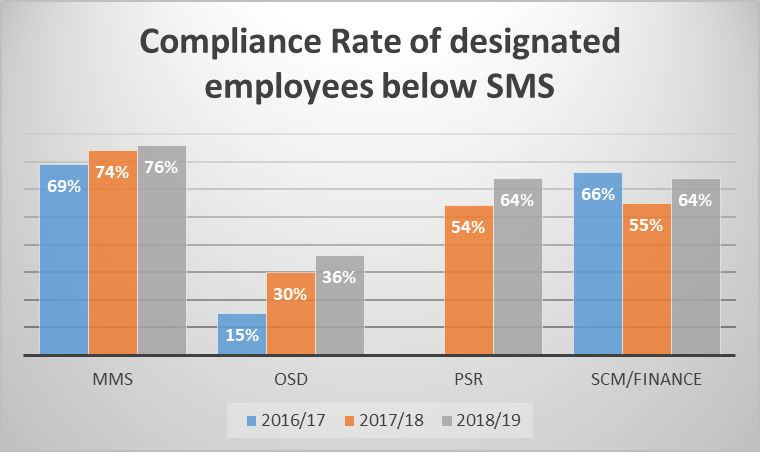 Compliance Rate of designated
employees below SMS
69% 74% 76%
15% 30% 36%
54% 64%
66% 55% 64%
MMS OSD PSR SCM/FINANCE
2016/17 2017/18 2018/19